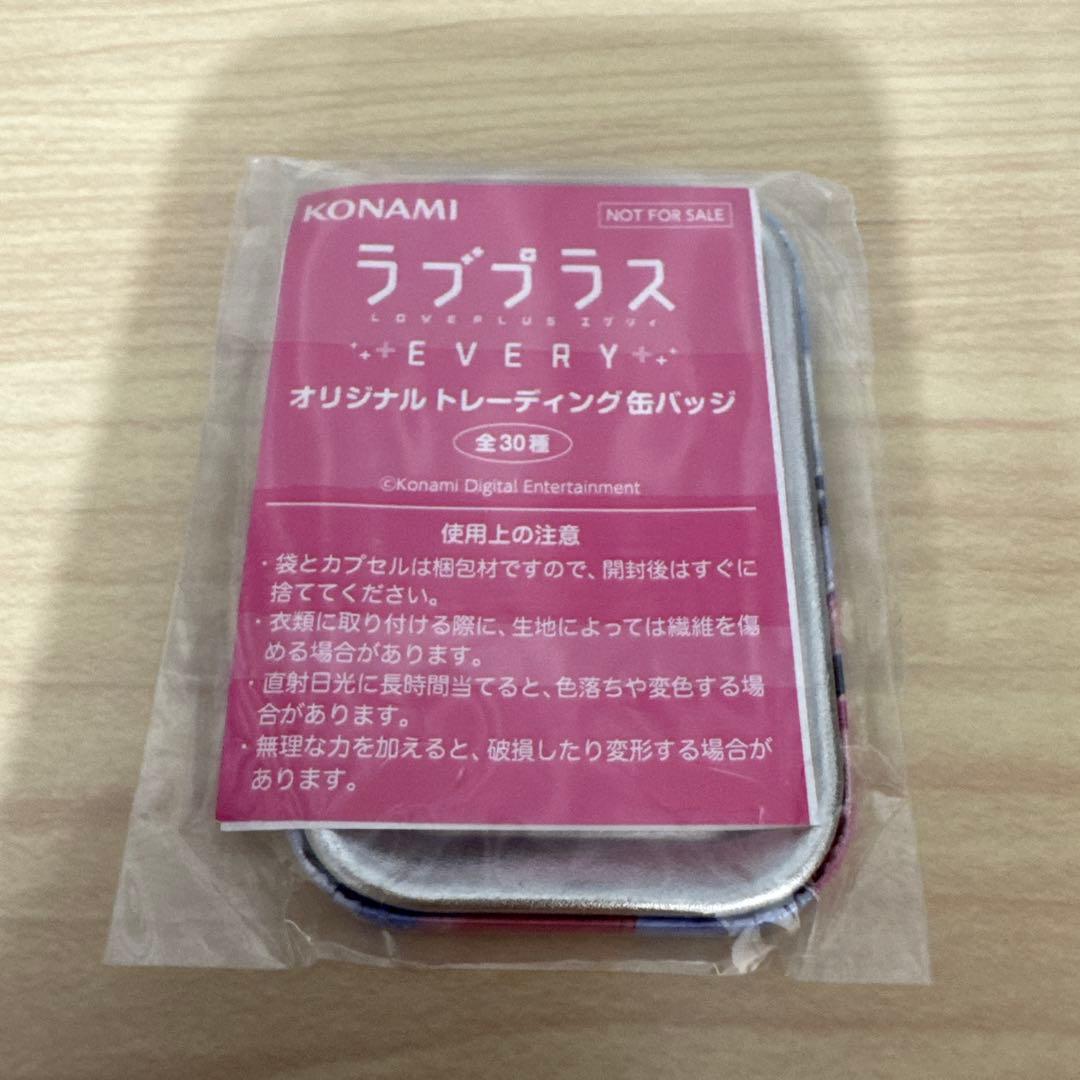 KONAMI
NOT FOR SALE
ラブプラス
LOVEPLUS エヴリィ
EVERY
オリジナル トレーディング缶バッジ
全30種
©Konami Digital Entertainment
使用上の注意
・袋とカプセルは梱包材ですので、開封後はすぐに
捨ててください。
・衣類に取り付ける際に、生地によっては繊維を傷
める場合があります。
・直射日光に長時間当てると、色落ちや変色する場
合があります。
・無理な力を加えると、破損したり変形する場合が
あります。